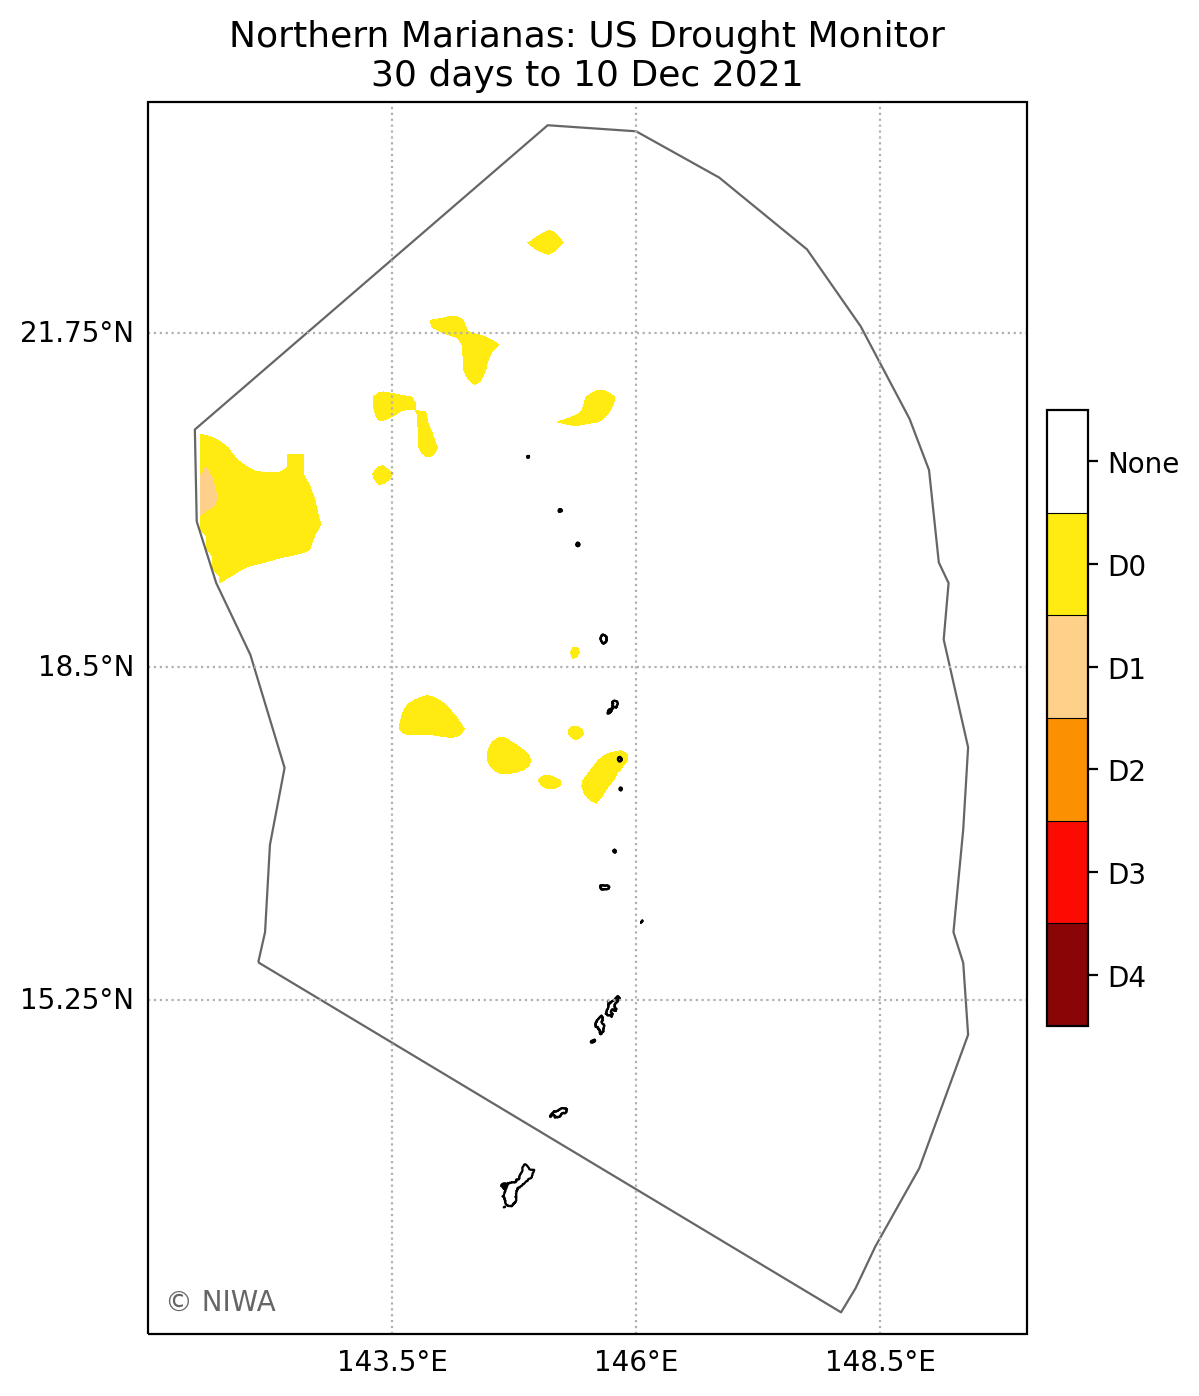 Northern Marianas: US Drought Monitor
30 days to 10 Dec 2021
21.75°N
18.5°N
15.25°N
143.5°E
146°E
148.5°E
None
D0
D1
D2
D3
D4
© NIWA